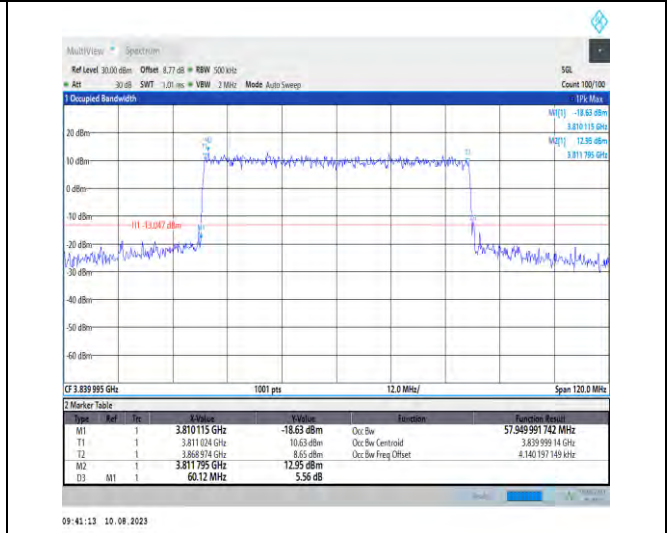 MultiView Spectrum
Ref Level 30.00 dBm Offset 8.77 dB RBW 500 kHz SGL
Att 30 dB SWT 1.01 ms VBW 2 MHz Mode Auto Sweep Count 100/100
1 Occupied Bandwidth 1Pk Max
M1[1] -18.63 dBm
3.810 115 GHz
M2[1] 12.95 dBm
3.811 795 GHz
20 dBm
10 dBm
0 dBm
-10 dBm
H1 -13.047 dBm
-20 dBm
-30 dBm
-40 dBm
-50 dBm
-60 dBm
CF 3.839 995 GHz 1001 pts 12.0 MHz/ Span 120.0 MHz
2 Marker Table
Type Ref Trc X-Value Y-Value Function Function Result
M1 1 3.810115 GHz -18.63 dBm Occ Bw 57.949 991 742 MHz
T1 1 3.811 024 GHz 10.63 dBm Occ Bw Centroid 3.839 999 14 GHz
T2 1 3.868 974 GHz 8.65 dBm Occ Bw Freq Offset 4.140 197 149 kHz
M2 1 3.811 795 GHz 12.95 dBm
D3 M1 1 60.12 MHz 5.56 dB
09:41:13 10.08.2023